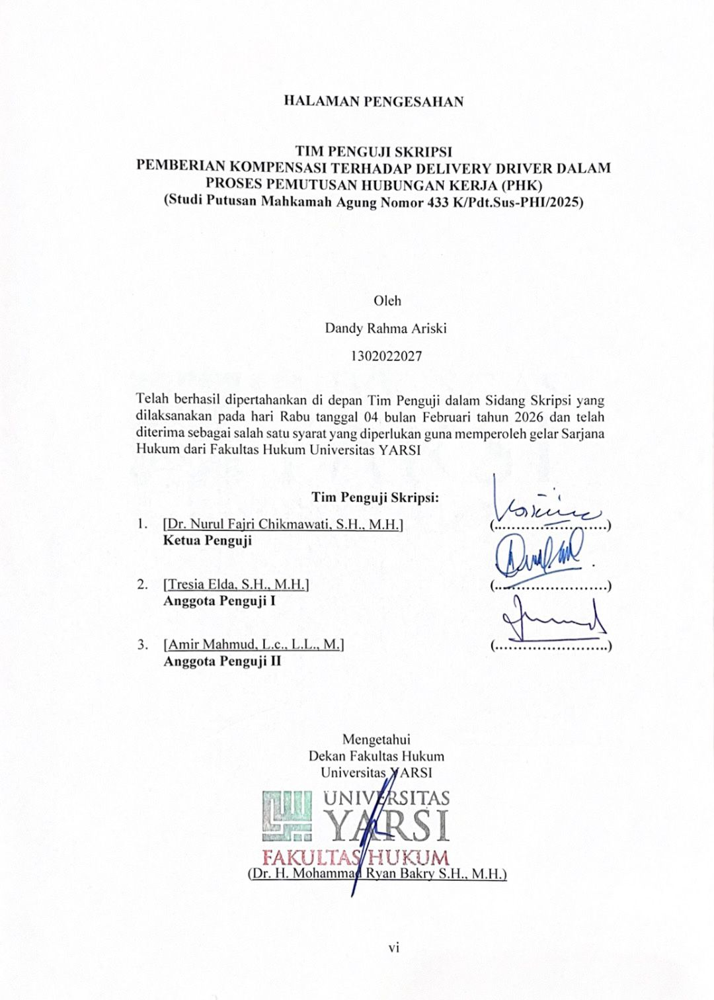 HALAMAN PENGESAHAN
TIM PENGUJI SKRIPSI
PEMBERIAN KOMPENSASI TERHADAP DELIVERY DRIVER DALAM
PROSES PEMUTUSAN HUBUNGAN KERJA (PHK)
(Studi Putusan Mahkamah Agung Nomor 433 K/Pdt.Sus-PHI/2025)
Oleh
Dandy Rahma Ariski
1302022027
Telah berhasil dipertahankan di depan Tim Penguji dalam Sidang Skripsi yang
dilaksanakan pada hari Rabu tanggal 04 bulan Februari tahun 2026 dan telah
diterima sebagai salah satu syarat yang diperlukan guna memperoleh gelar Sarjana
Hukum dari Fakultas Hukum Universitas YARSI
Tim Penguji Skripsi:
1. [Dr. Nurul Fajri Chikmawati, S.H., M.H.] (........................)
Ketua Penguji
2. [Tresia Elda, S.H., M.H.] (........................)
Anggota Penguji I
3. [Amir Mahmud, L.c., L.L., M.] (........................)
Anggota Penguji II
Mengetahui
Dekan Fakultas Hukum
Universitas YARSI
UNIVERSITAS
YARSI
FAKULTAS HUKUM
(Dr. H. Mohammad Ryan Bakry S.H., M.H.)
vi